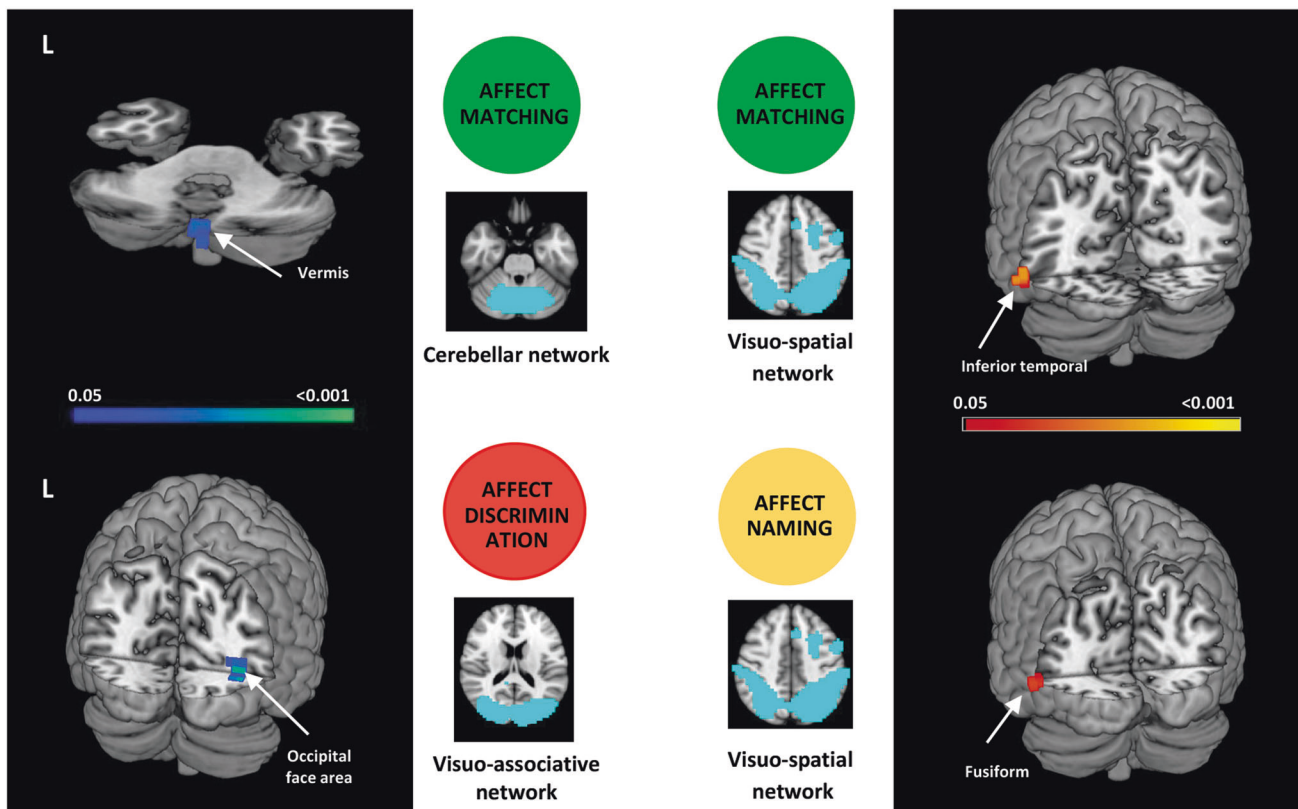 L
AFFECT
MATCHING
AFFECT
MATCHING
Vermis
Cerebellar network
Visuo-spatial
network
Inferior temporal
0.05 <0.001
0.05 <0.001
L
AFFECT
DISCRIMIN
ATION
AFFECT
NAMING
Occipital
face area
Visuo-associative
network
Visuo-spatial
network
Fusiform